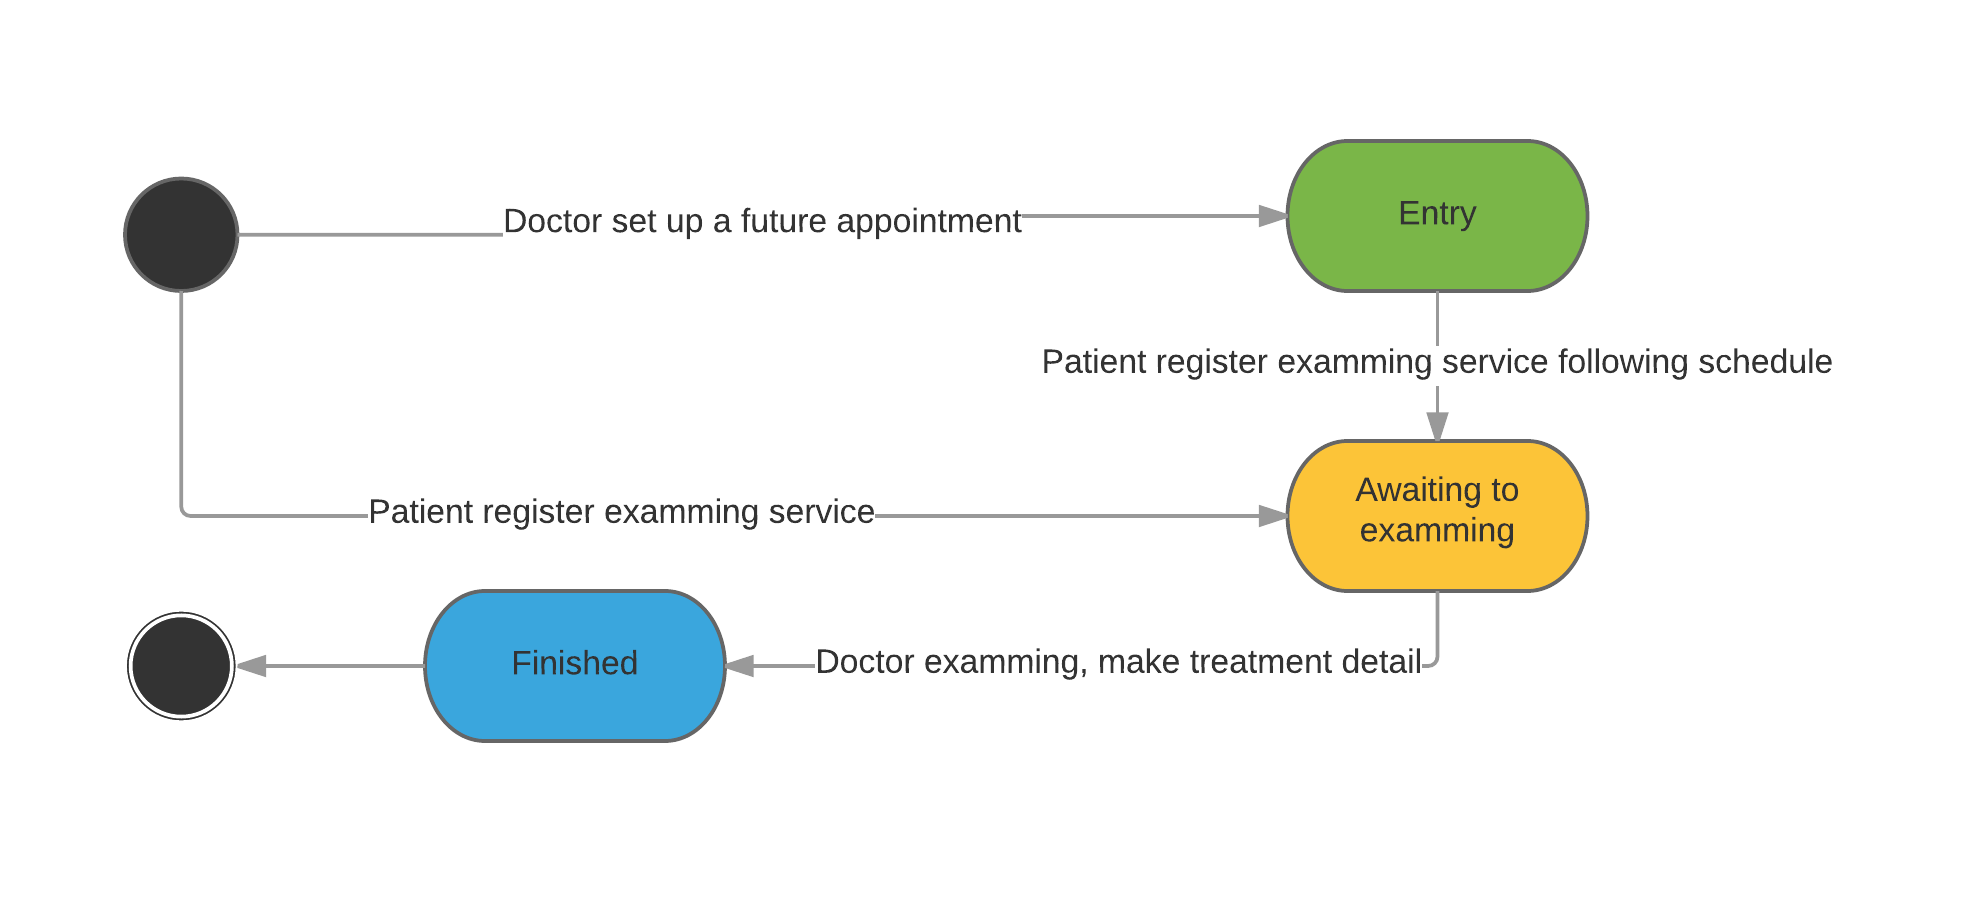 Doctor set up a future appointment
Entry
Patient register examming service following schedule
Awaiting to
examming
Patient register examming service
Finished
Doctor examming, make treatment detail